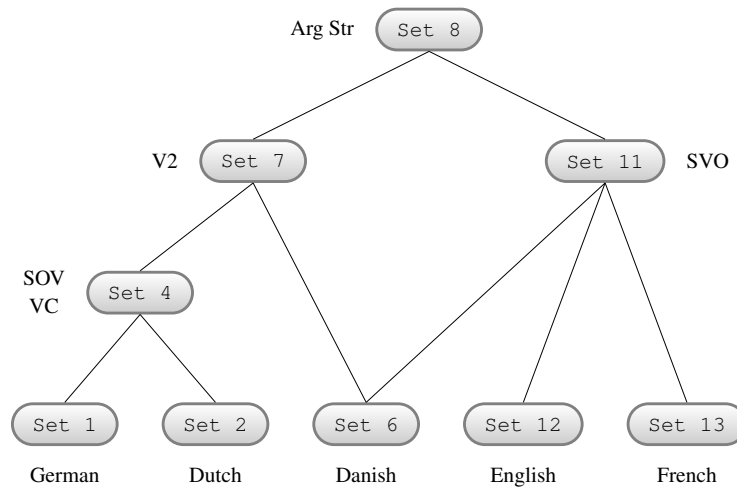 Arg Str Set 8
V2 Set 7 Set 11 SVO
SOV
VC
Set 4
Set 1 Set 2 Set 6 Set 12 Set 13
German Dutch Danish English French